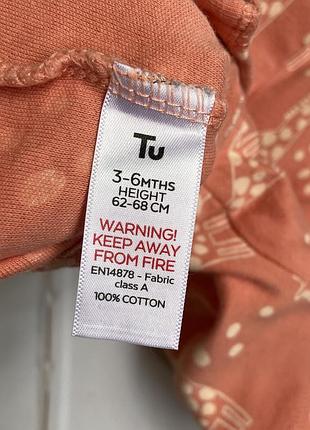 Tu
3-6MTHS
HEIGHT
62-68 CM
WARNING!
KEEP AWAY
FROM FIRE
EN14878 - Fabric
class A
100% COTTON